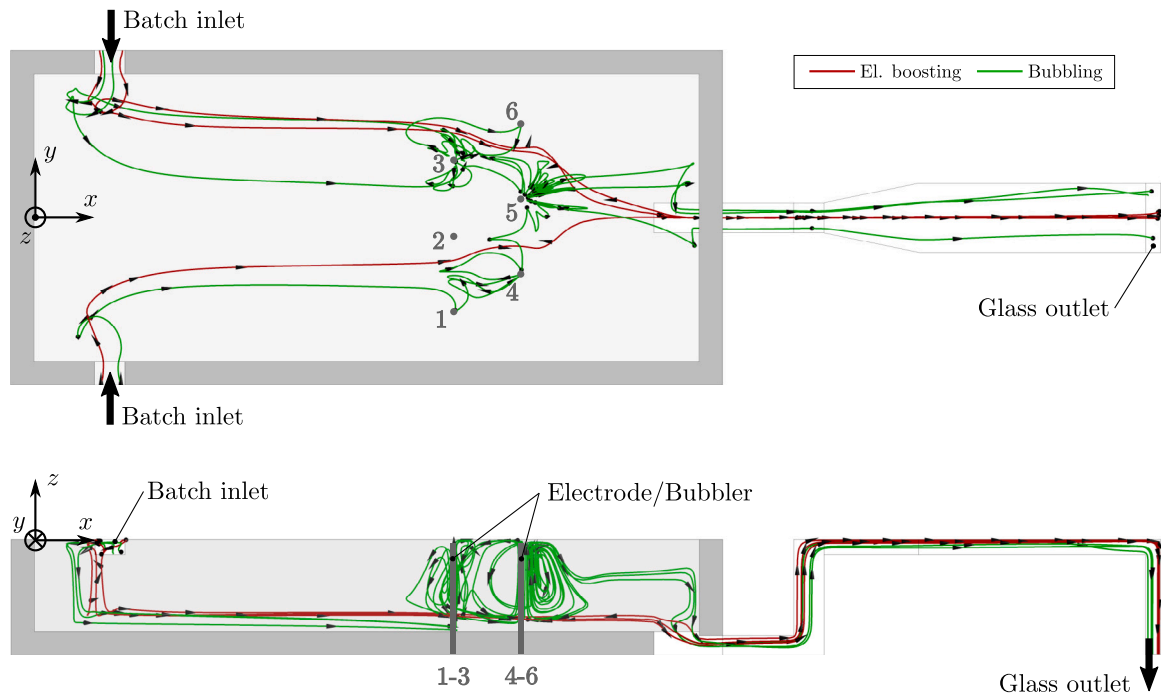 Batch inlet
El. boosting
Bubbling
6
3
y
x
z
5
2
4
1
Glass outlet
Batch inlet
z
Batch inlet
Electrode/Bubbler
y
x
1-3
4-6
Glass outlet